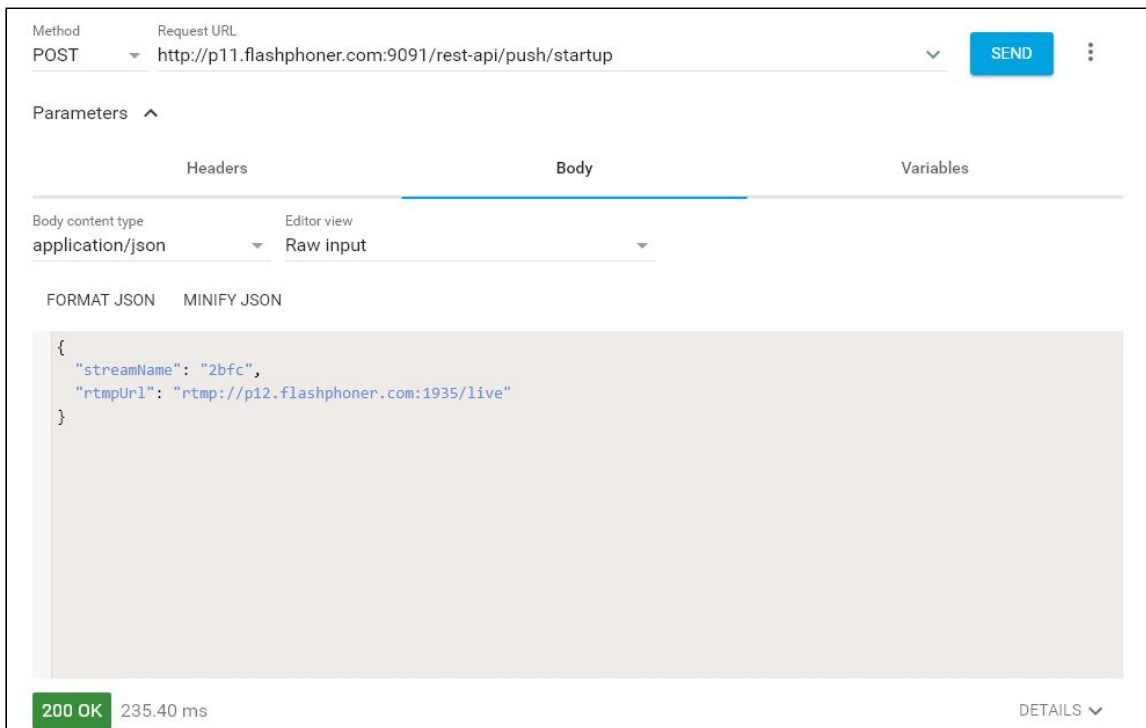 Method Request URL
POST http://p11.flashphoner.com:9091/rest-api/push/startup SEND
Parameters
Headers Body Variables
Body content type Editor view
application/json Raw input
FORMAT JSON MINIFY JSON
{
"streamName": "2bfc",
"rtmpUrl": "rtmp://p12.flashphoner.com:1935/live"
}
200 OK 235.40 ms DETAILS